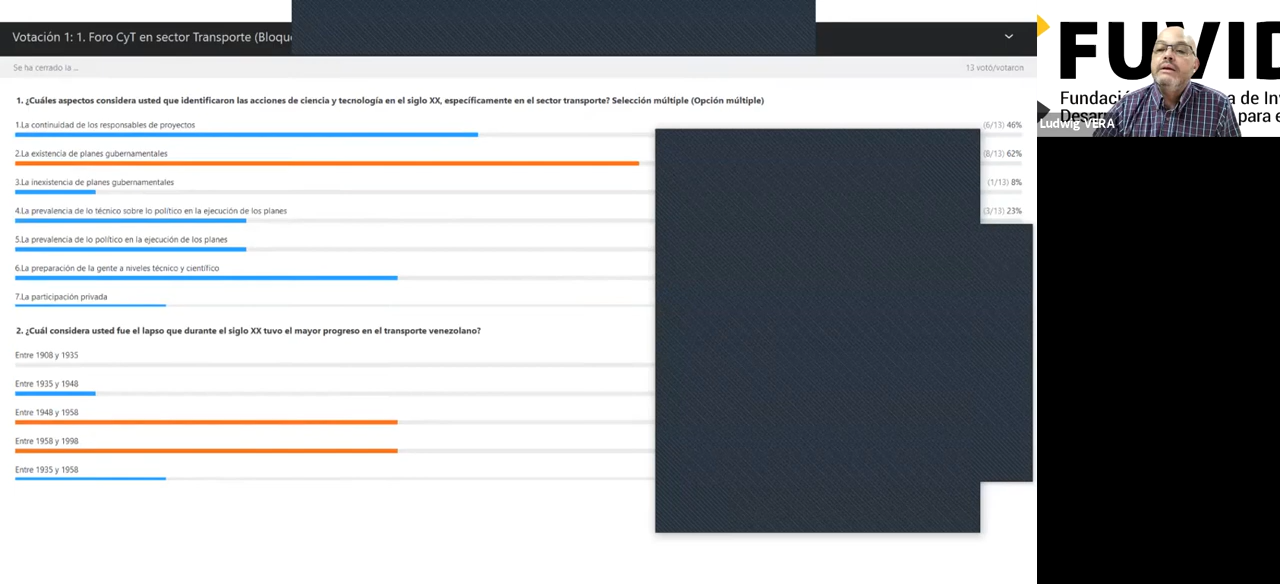 Votación 1: 1. Foro CyT en sector Transporte (Bloque
Se ha cerrado la...
13 votó/votaron
1. ¿Cuáles aspectos considera usted que identificaron las acciones de ciencia y tecnología en el siglo XX, específicamente en el sector transporte? Selección múltiple (Opción múltiple)
1.La continuidad de los responsables de proyectos
(6/13) 46%
2.La existencia de planes gubernamentales
(8/13) 62%
3.La inexistencia de planes gubernamentales
(1/13) 8%
4.La prevalencia de lo técnico sobre lo político en la ejecución de los planes
(3/13) 23%
5.La prevalencia de lo político en la ejecución de los planes
6.La preparación de la gente a niveles técnico y científico
7.La participación privada
2. ¿Cuál considera usted fue el lapso que durante el siglo XX tuvo el mayor progreso en el transporte venezolano?
Entre 1908 y 1935
Entre 1935 y 1948
Entre 1948 y 1958
Entre 1958 y 1998
Entre 1935 y 1958
FUVID
Fundació a de In
Desarr para e
Ludwig VERA